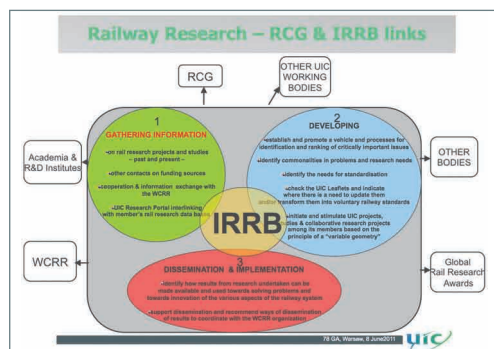 Railway Research – RCG & IRRB links
RCG
OTHER UIC
WORKING
BODIES
Academia &
R&D Institutes
WCRR
OTHER
BODIES
Global
Rail Research
Awards
1
GATHERING INFORMATION
•on rail research projects and studies
– past and present –
•other contacts on funding sources
•cooperation & information exchange with the
WCRR
•UIC Research Portal interlinking
with member's rail research data bases
2
DEVELOPING
•establish and promote a vehicle and processes for
identification and ranking of critically important issues
•identify commonalities in problems and research needs
•identify the needs for standardisation
•check the UIC Leaflets and indicate
where there is a need to update them
and/or transform them into voluntary railway standards
•initiate and stimulate UIC projects,
studies & collaborative research projects
among its members based on the
principle of a "variable geometry"
IRRB
3
DISSEMINATION & IMPLEMENTATION
•identify how results from research undertaken can be
made available and used towards solving problems and
towards innovation of the various aspects of the railway system
•support dissemination and recommend ways of dissemination
of results to coordinate with the WCRR organisation
78 GA, Warsaw, 8 June2011
uic